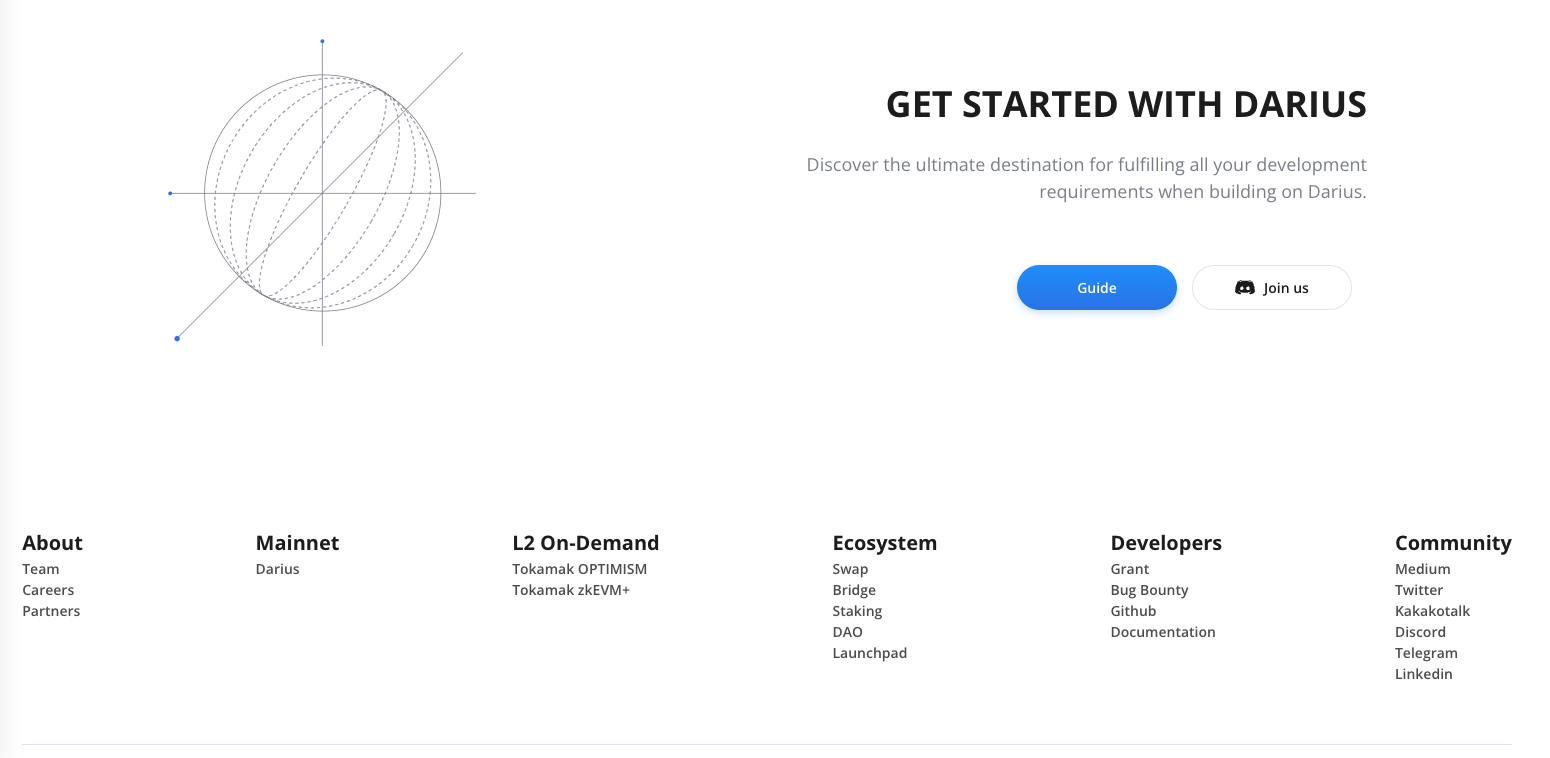 GET STARTED WITH DARIUS
Discover the ultimate destination for fulfilling all your development
requirements when building on Darius.
Guide
Join us
About
Team
Careers
Partners
Mainnet
Darius
L2 On-Demand
Tokamak OPTIMISM
Tokamak zkEVM+
Ecosystem
Swap
Bridge
Staking
DAO
Launchpad
Developers
Grant
Bug Bounty
Github
Documentation
Community
Medium
Twitter
Kakakotalk
Discord
Telegram
Linkedin